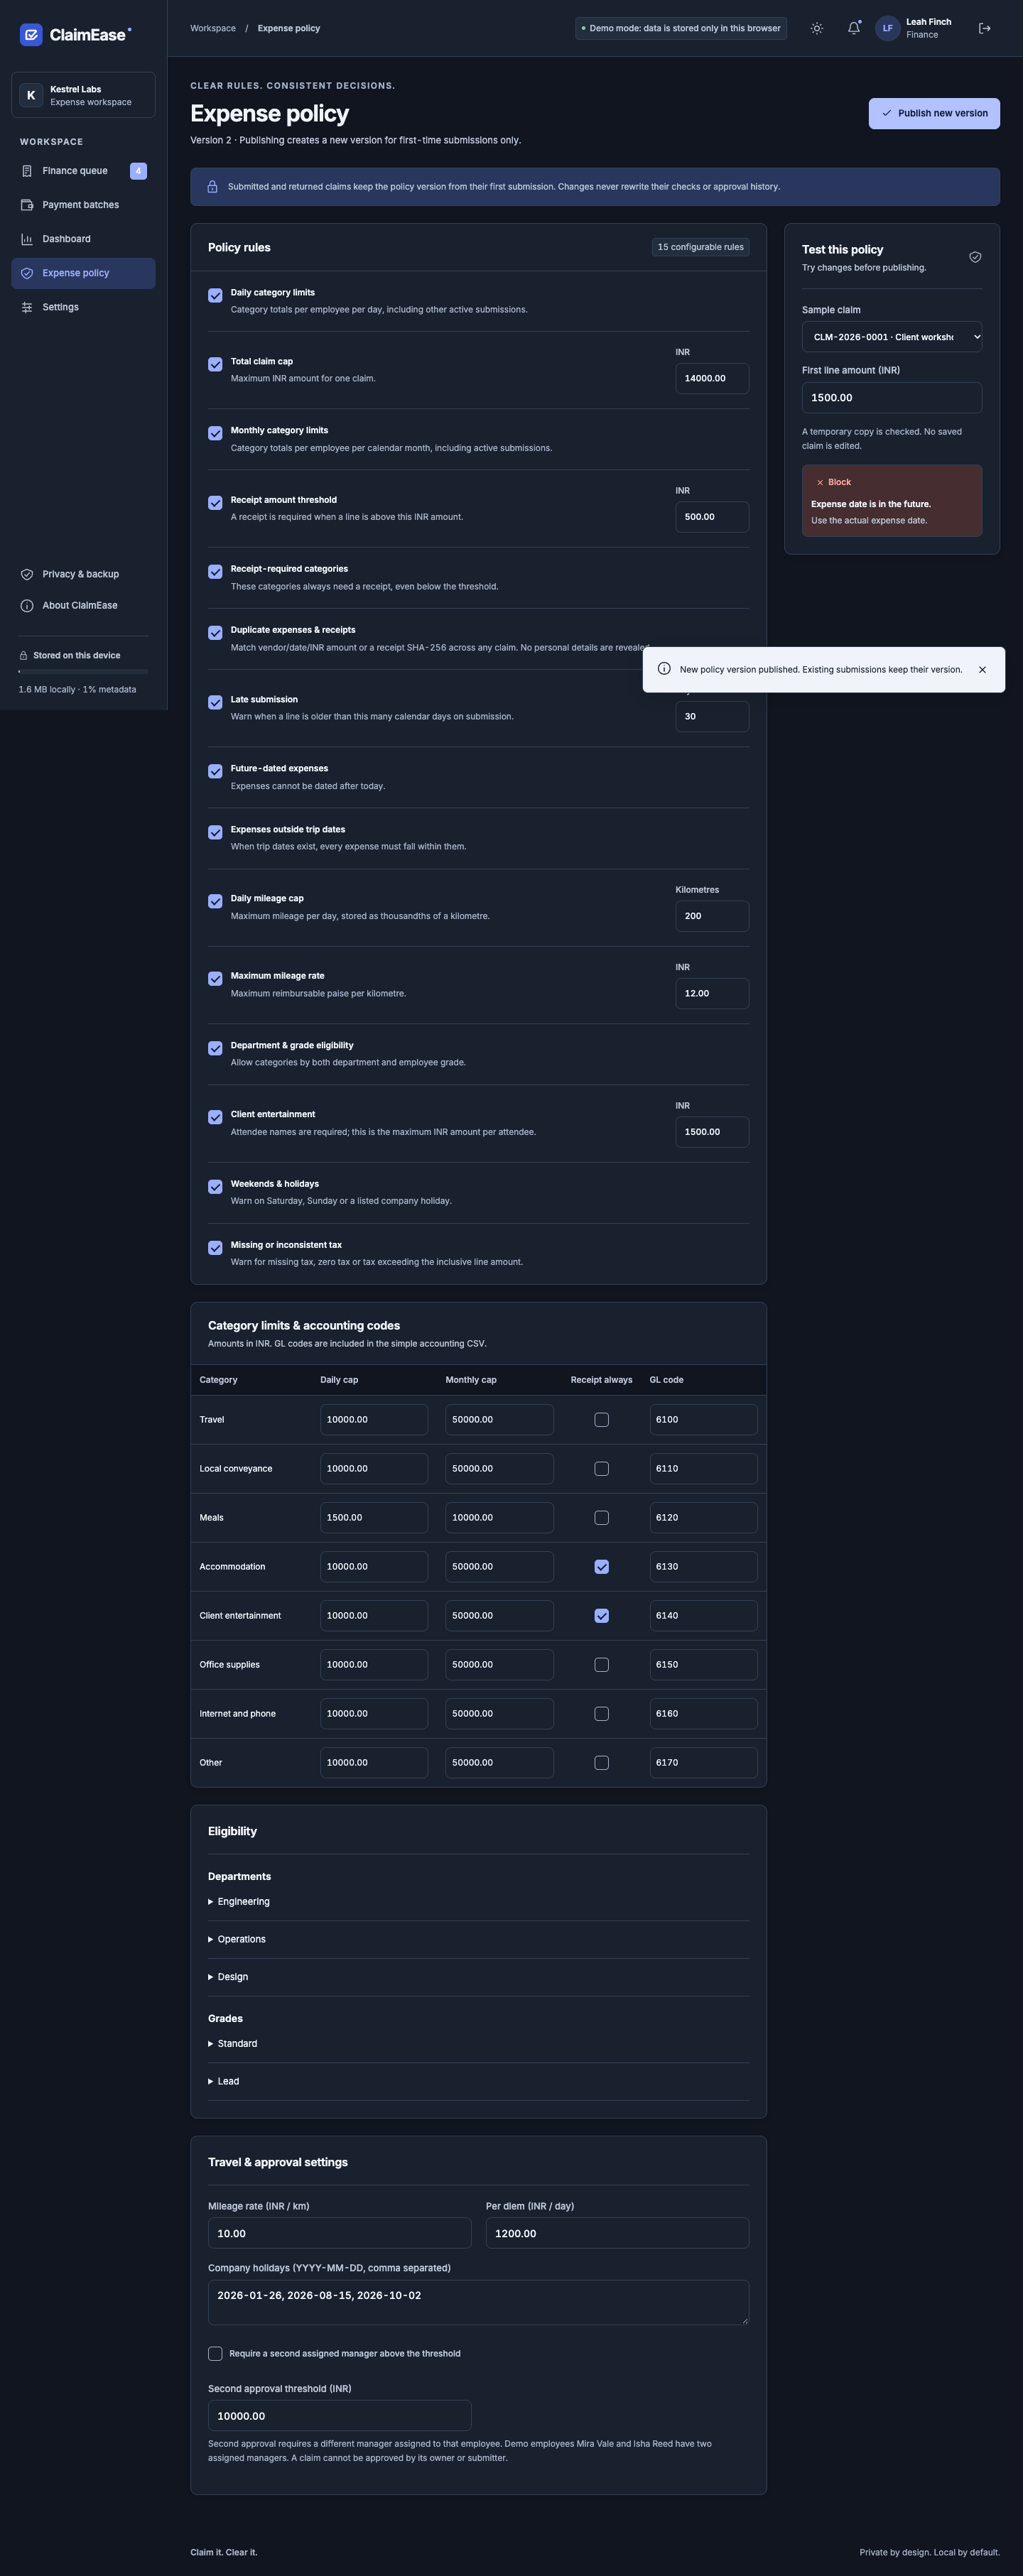 ClaimEase
K
Kestrel Labs
Expense workspace
WORKSPACE
Finance queue
4
Payment batches
Dashboard
Expense policy
Settings
Privacy & backup
About ClaimEase
Stored on this device
1.6 MB locally · 1% metadata
Workspace / Expense policy
Demo mode: data is stored only in this browser
LF
Leah Finch
Finance
CLEAR RULES. CONSISTENT DECISIONS.
Expense policy
Version 2 · Publishing creates a new version for first-time submissions only.
Publish new version
Submitted and returned claims keep the policy version from their first submission. Changes never rewrite their checks or approval history.
Policy rules
15 configurable rules
Daily category limits
Category totals per employee per day, including other active submissions.
Total claim cap
Maximum INR amount for one claim.
INR
14000.00
Monthly category limits
Category totals per employee per calendar month, including active submissions.
Receipt amount threshold
A receipt is required when a line is above this INR amount.
INR
500.00
Receipt-required categories
These categories always need a receipt, even below the threshold.
Duplicate expenses & receipts
Match vendor/date/INR amount or a receipt SHA-256 across any claim. No personal details are revealed
Late submission
Warn when a line is older than this many calendar days on submission.
30
Future-dated expenses
Expenses cannot be dated after today.
Expenses outside trip dates
When trip dates exist, every expense must fall within them.
Daily mileage cap
Maximum mileage per day, stored as thousandths of a kilometre.
Kilometres
200
Maximum mileage rate
Maximum reimbursable paise per kilometre.
INR
12.00
Department & grade eligibility
Allow categories by both department and employee grade.
Client entertainment
Attendee names are required; this is the maximum INR amount per attendee.
INR
1500.00
Weekends & holidays
Warn on Saturday, Sunday or a listed company holiday.
Missing or inconsistent tax
Warn for missing tax, zero tax or tax exceeding the inclusive line amount.
Test this policy
Try changes before publishing.
Sample claim
CLM-2026-0001 · Client worksho
First line amount (INR)
1500.00
A temporary copy is checked. No saved
claim is edited.
Block
Expense date is in the future.
Use the actual expense date.
New policy version published. Existing submissions keep their version.
Category limits & accounting codes
Amounts in INR. GL codes are included in the simple accounting CSV.
Category Daily cap Monthly cap Receipt always GL code
Travel 10000.00 50000.00 6100
Local conveyance 10000.00 50000.00 6110
Meals 1500.00 10000.00 6120
Accommodation 10000.00 50000.00 6130
Client entertainment 10000.00 50000.00 6140
Office supplies 10000.00 50000.00 6150
Internet and phone 10000.00 50000.00 6160
Other 10000.00 50000.00 6170
Eligibility
Departments
Engineering
Operations
Design
Grades
Standard
Lead
Travel & approval settings
Mileage rate (INR / km)
10.00
Per diem (INR / day)
1200.00
Company holidays (YYYY-MM-DD, comma separated)
2026-01-26, 2026-08-15, 2026-10-02
Require a second assigned manager above the threshold
Second approval threshold (INR)
10000.00
Second approval requires a different manager assigned to that employee. Demo employees Mira Vale and Isha Reed have two
assigned managers. A claim cannot be approved by its owner or submitter.
Claim it. Clear it.
Private by design. Local by default.